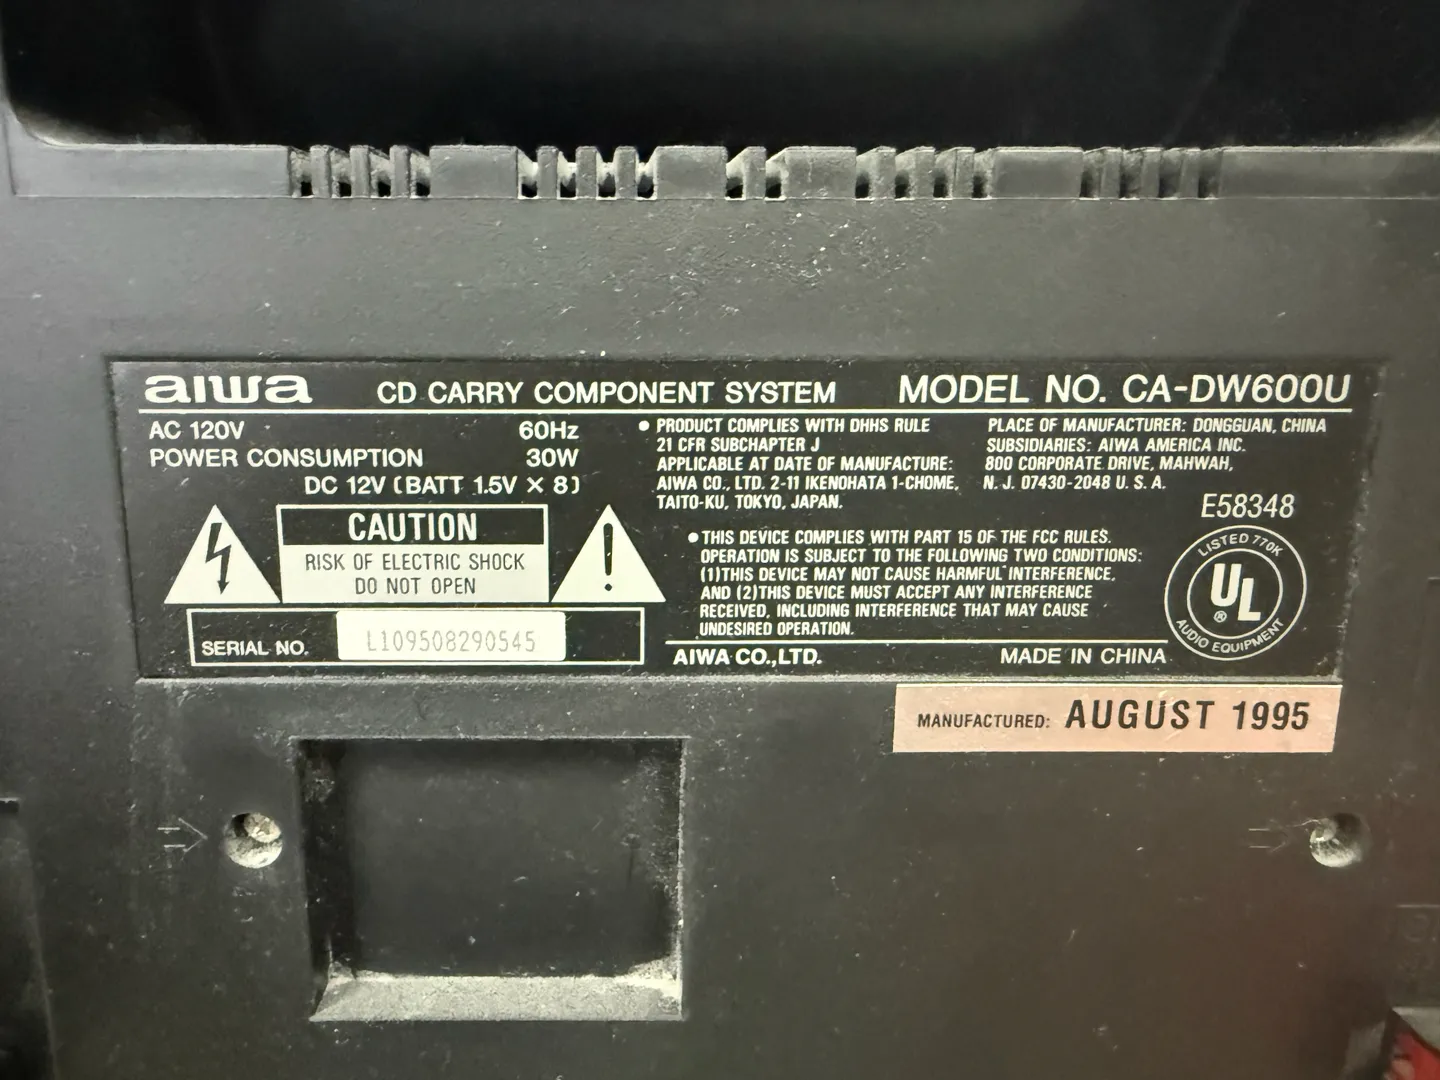 aiwa CD CARRY COMPONENT SYSTEM MODEL NO. CA-DW600U
AC 120V 60Hz
POWER CONSUMPTION 30W
DC 12V (BATT 1.5V × 8)
CAUTION
RISK OF ELECTRIC SHOCK
DO NOT OPEN
SERIAL NO. L109508290545
● PRODUCT COMPLIES WITH DHHS RULE
21 CFR SUBCHAPTER J
APPLICABLE AT DATE OF MANUFACTURE:
AIWA CO., LTD. 2-11 IKENOHATA 1-CHOME,
TAITO-KU, TOKYO, JAPAN.
PLACE OF MANUFACTURER: DONGGUAN, CHINA
SUBSIDIARIES: AIWA AMERICA INC.
800 CORPORATE DRIVE, MAHWAH,
N. J. 07430-2048 U. S. A.
● THIS DEVICE COMPLIES WITH PART 15 OF THE FCC RULES.
OPERATION IS SUBJECT TO THE FOLLOWING TWO CONDITIONS:
(1)THIS DEVICE MAY NOT CAUSE HARMFUL INTERFERENCE,
AND (2)THIS DEVICE MUST ACCEPT ANY INTERFERENCE
RECEIVED, INCLUDING INTERFERENCE THAT MAY CAUSE
UNDESIRED OPERATION.
E58348
LISTED 770K
UL
®
AUDIO EQUIPMENT
AIWA CO.,LTD. MADE IN CHINA
MANUFACTURED: AUGUST 1995